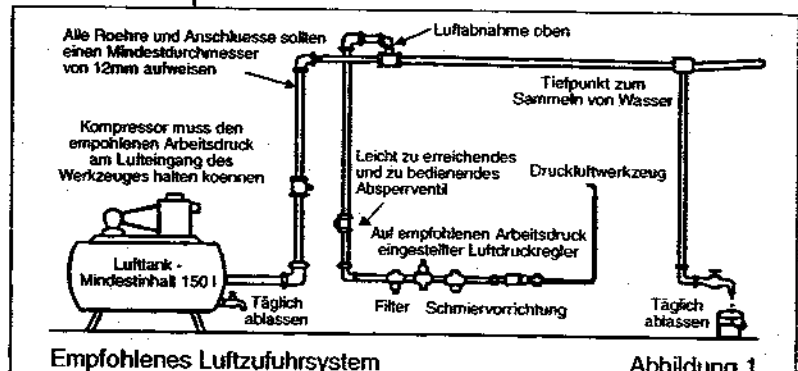 Alle Roehre und Anschluesse sollten
einen Mindestdurchmesser
von 12mm aufweisen
Luftabnahme oben
Tiefpunkt zum
Sammeln von Wasser
Kompressor muss den
empohlenen Arbeitsdruck
am Lufteingang des
Werkzeuges halten koennen
Leicht zu erreichendes
und zu bedienendes
Absperrventil
Druckluftwerkzeug
Auf empfohlenen Arbeitsdruck
eingestellter Luftdruckregler
Lufttank -
Mindestinhalt 150 l
Täglich
ablassen
Filter
Schmiervorrichtung
Täglich
ablassen
Empfohlenes Luftzufuhrsystem
Abbildung 1